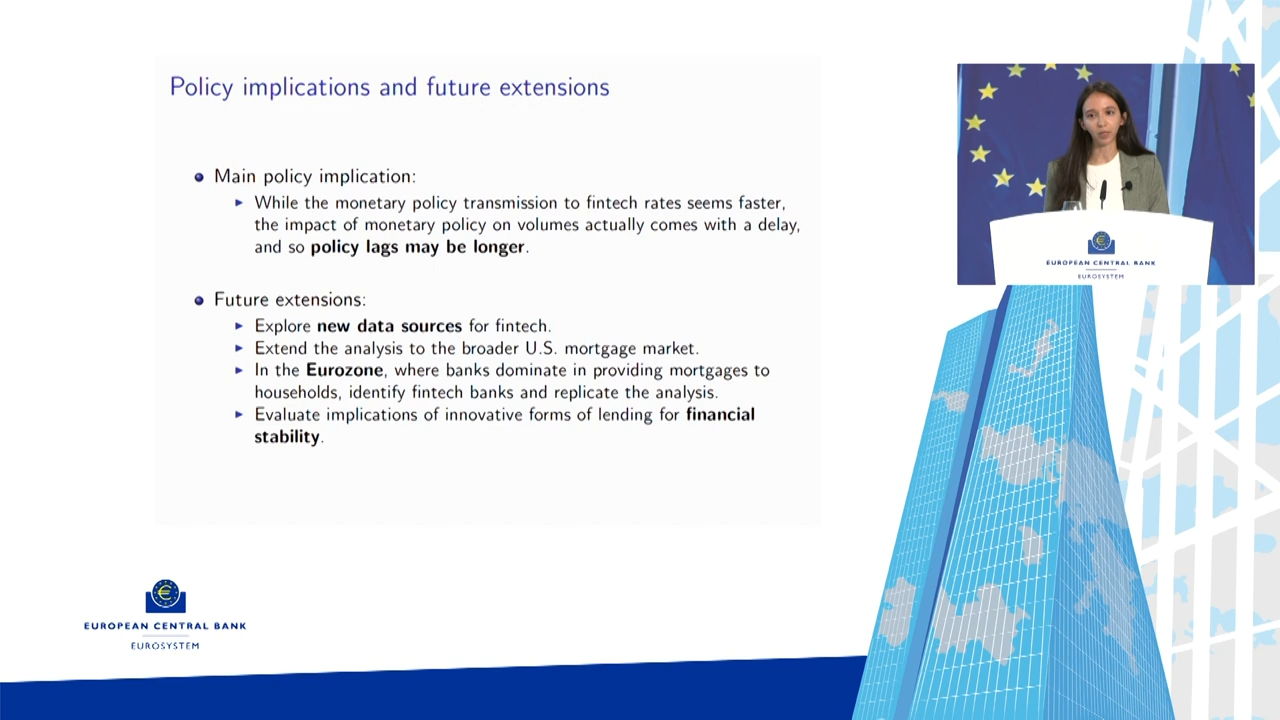 Policy implications and future extensions
Main policy implication:
While the monetary policy transmission to fintech rates seems faster,
the impact of monetary policy on volumes actually comes with a delay,
and so policy lags may be longer.
Future extensions:
Explore new data sources for fintech.
Extend the analysis to the broader U.S. mortgage market.
In the Eurozone, where banks dominate in providing mortgages to
households, identify fintech banks and replicate the analysis.
Evaluate implications of innovative forms of lending for financial
stability.
EUROPEAN CENTRAL BANK
EUROSYSTEM
EUROPEAN CENTRAL BANK
EUROSYSTEM